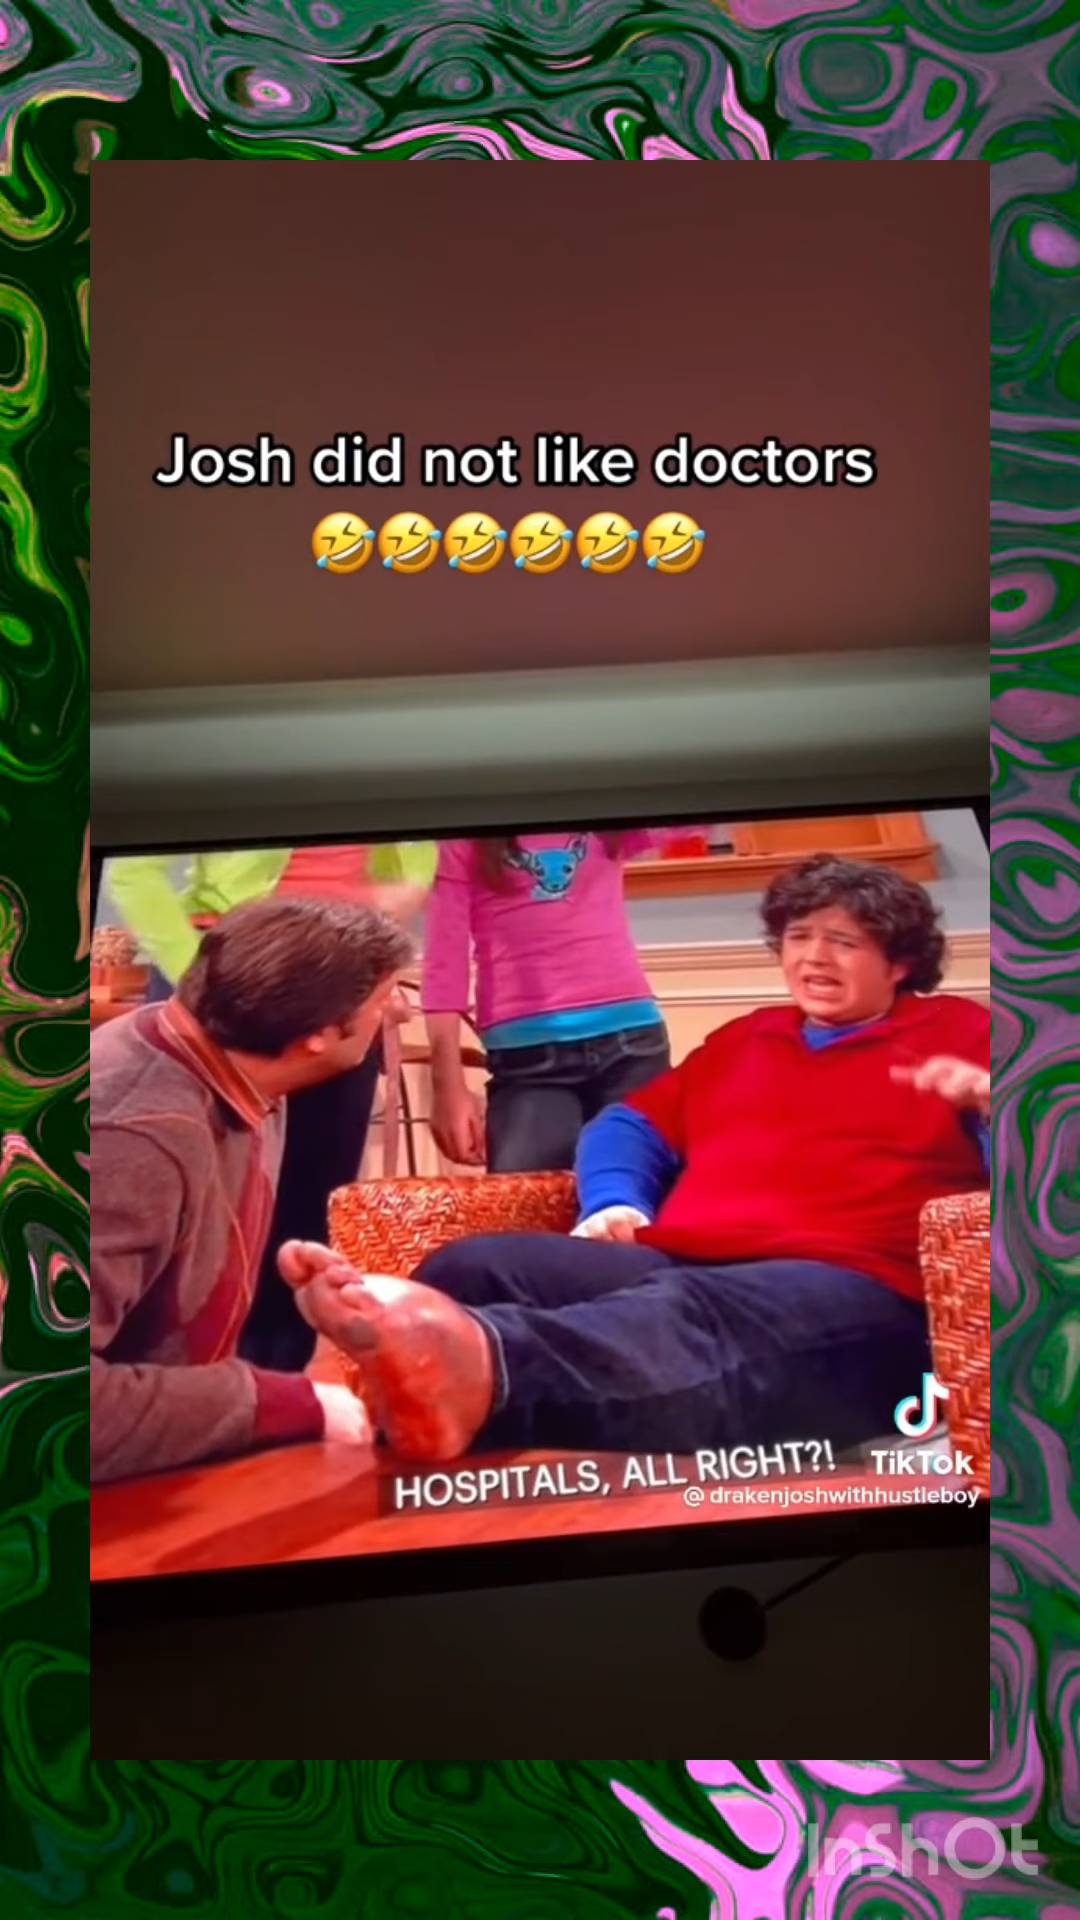 Josh did not like doctors
🤣🤣🤣🤣🤣🤣
HOSPITALS, ALL RIGHT?!
TikTok
@drakenjoshwithhustleboy
InShOt